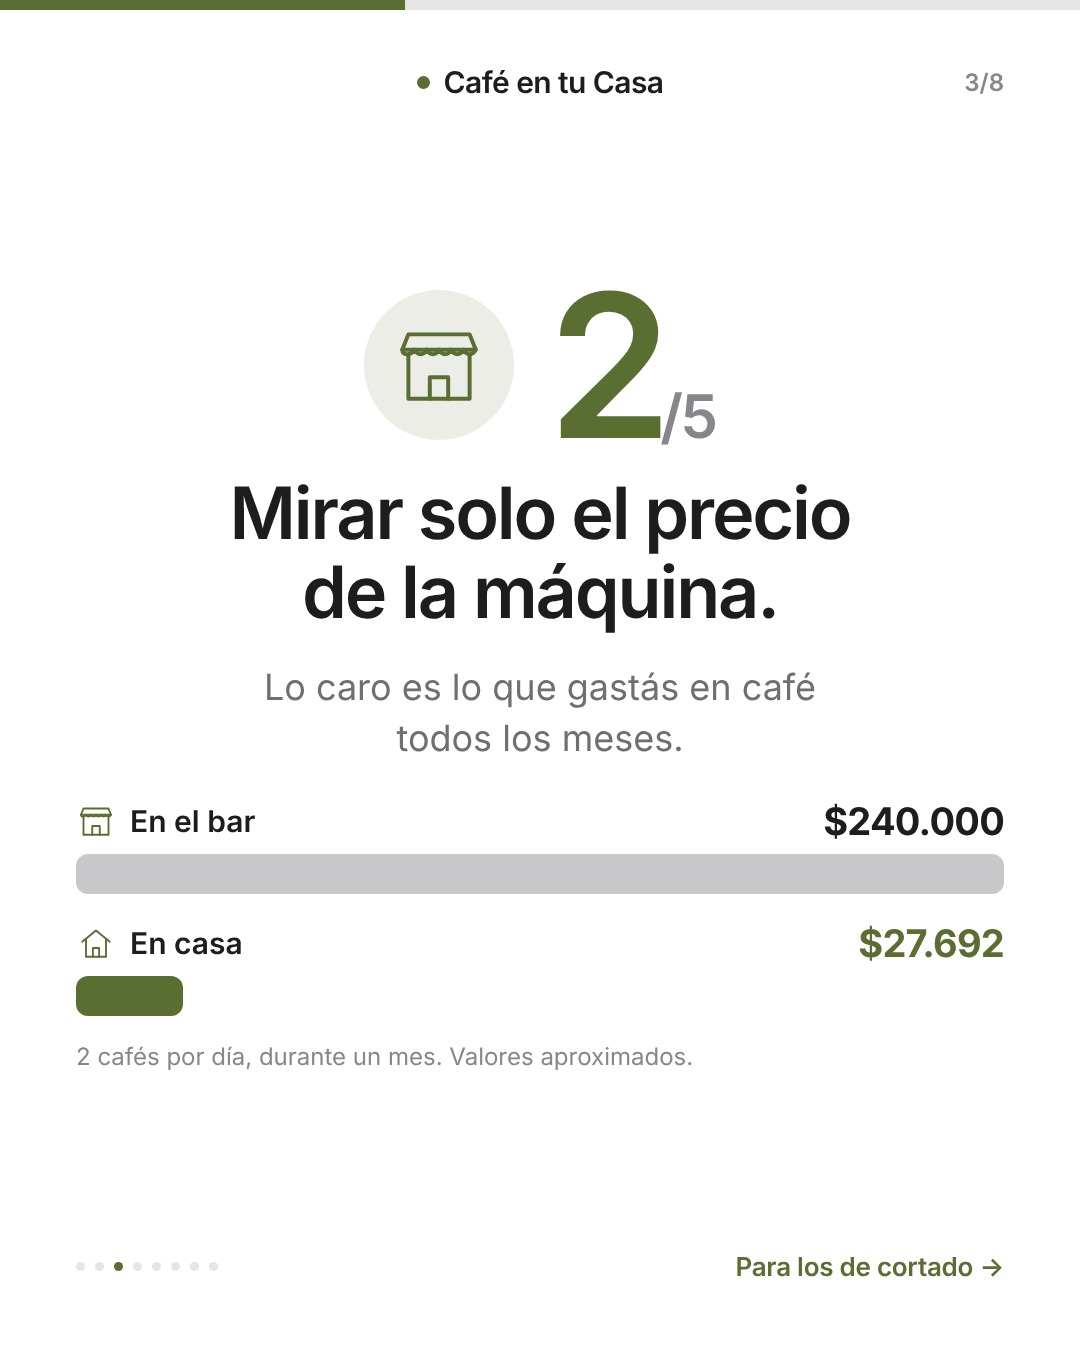 Café en tu Casa
3/8
2/5
Mirar solo el precio
de la máquina.
Lo caro es lo que gastás en café
todos los meses.
En el bar $240.000
En casa $27.692
2 cafés por día, durante un mes. Valores aproximados.
Para los de cortado →